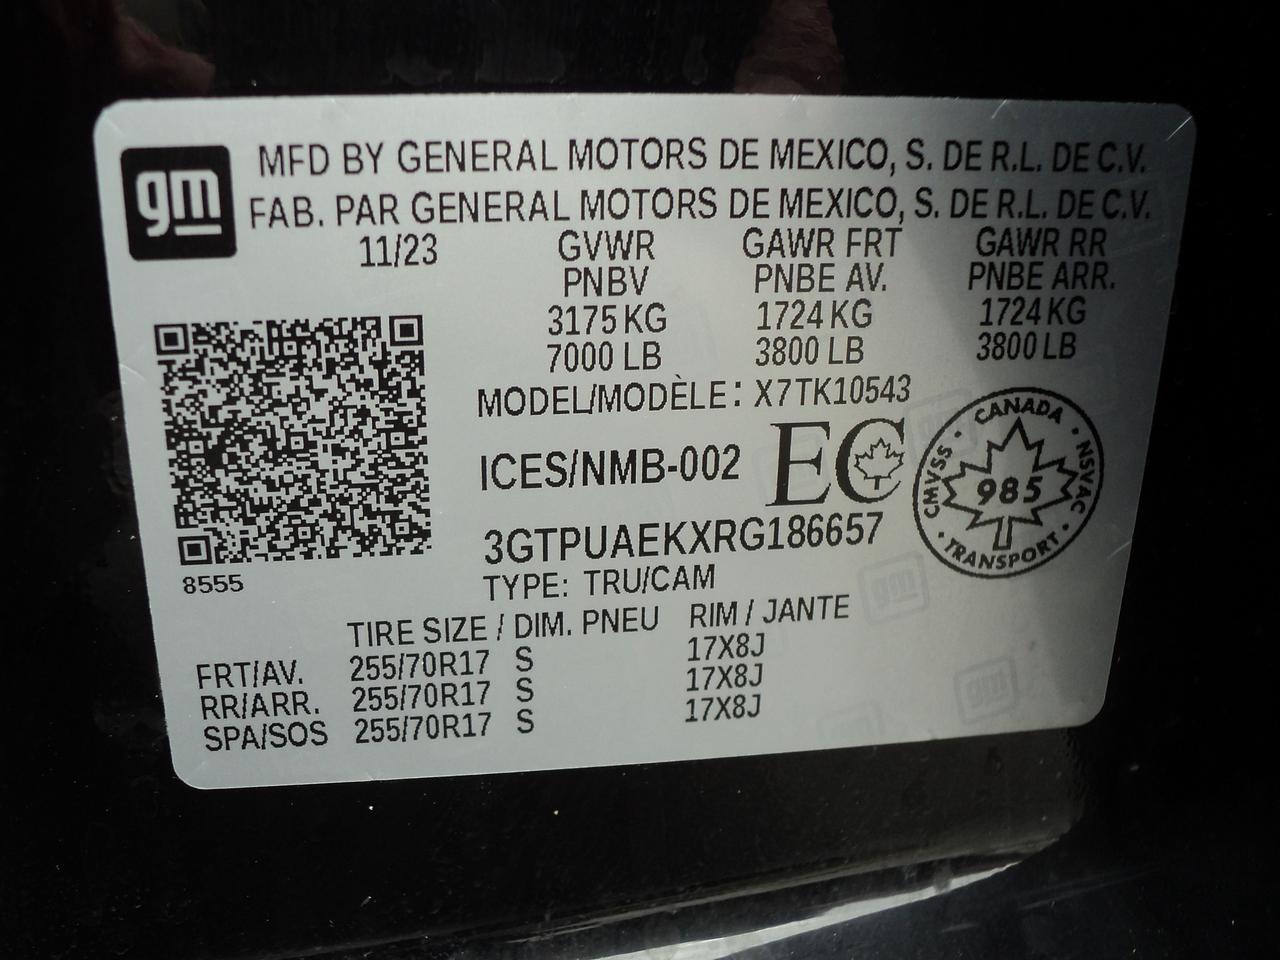 gm
MFD BY GENERAL MOTORS DE MEXICO, S. DE R.L. DE C.V.
FAB. PAR GENERAL MOTORS DE MEXICO, S. DE R.L. DE C.V.
11/23 GVWR GAWR FRT GAWR RR
PNBV PNBE AV. PNBE ARR.
3175 KG 1724 KG 1724 KG
7000 LB 3800 LB 3800 LB
MODEL/MODÈLE: X7TK10543
ICES/NMB-002 EC
CANADA
CMVSS · 985 · NSVAC
· TRANSPORT ·
3GTPUAEKXRG186657
8555
TYPE: TRU/CAM
TIRE SIZE / DIM. PNEU RIM / JANTE
FRT/AV. 255/70R17 S 17X8J
RR/ARR. 255/70R17 S 17X8J
SPA/SOS 255/70R17 S 17X8J
gm
gm